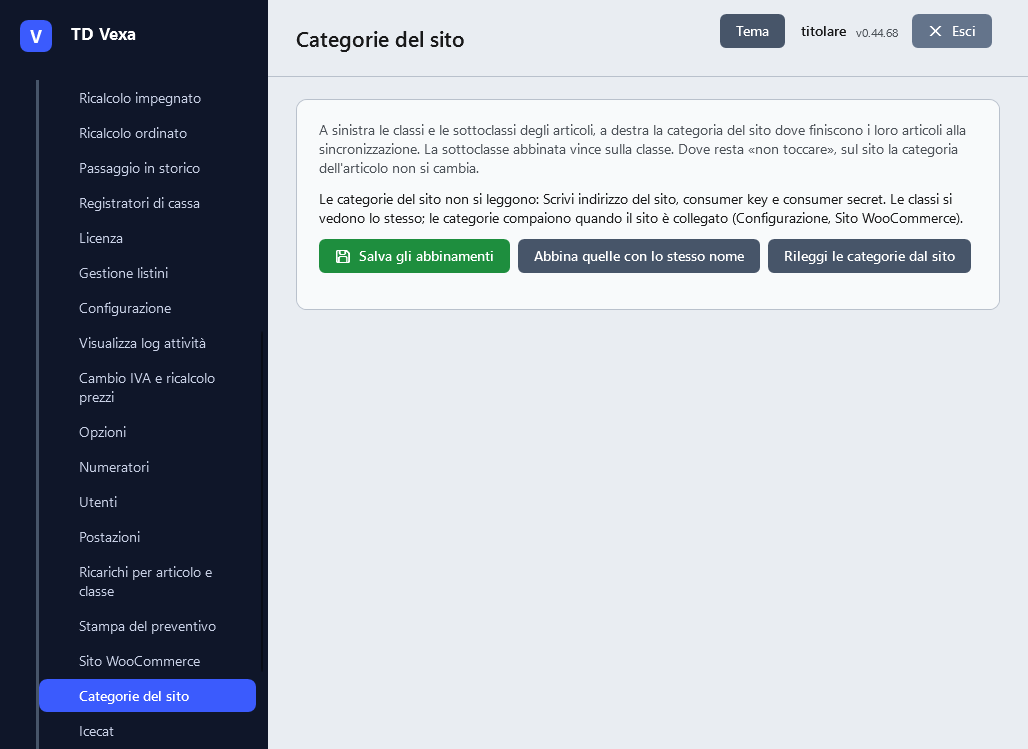 V
TD Vexa
Ricalcolo impegnato
Ricalcolo ordinato
Passaggio in storico
Registratori di cassa
Licenza
Gestione listini
Configurazione
Visualizza log attività
Cambio IVA e ricalcolo
prezzi
Opzioni
Numeratori
Utenti
Postazioni
Ricarichi per articolo e
classe
Stampa del preventivo
Sito WooCommerce
Categorie del sito
Icecat
Categorie del sito
Tema
titolare v0.44.68
Esci
A sinistra le classi e le sottoclassi degli articoli, a destra la categoria del sito dove finiscono i loro articoli alla
sincronizzazione. La sottoclasse abbinata vince sulla classe. Dove resta «non toccare», sul sito la categoria
dell'articolo non si cambia.
Le categorie del sito non si leggono: Scrivi indirizzo del sito, consumer key e consumer secret. Le classi si
vedono lo stesso; le categorie compaiono quando il sito è collegato (Configurazione, Sito WooCommerce).
Salva gli abbinamenti
Abbina quelle con lo stesso nome
Rileggi le categorie dal sito